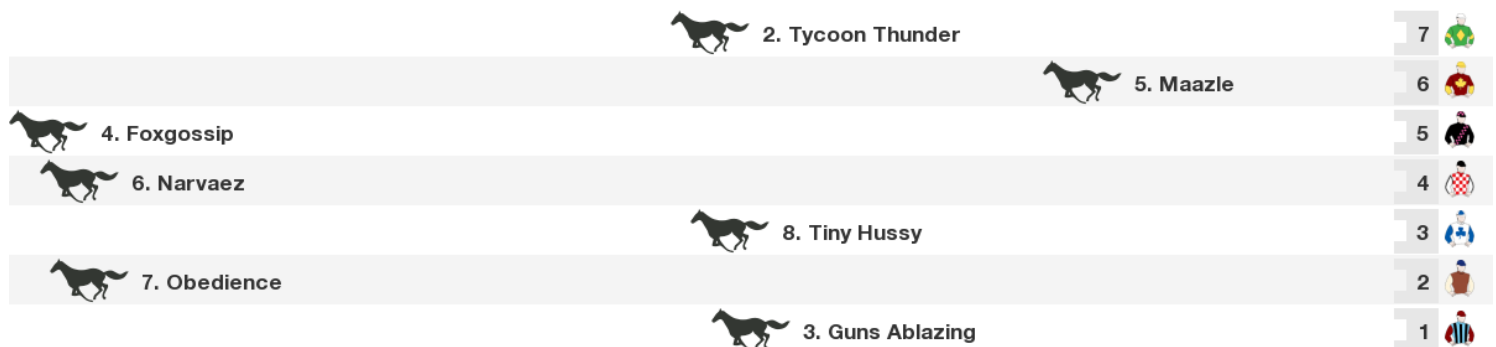 2. Tycoon Thunder 7
5. Maazle 6
4. Foxgossip 5
6. Narvaez 4
8. Tiny Hussy 3
7. Obedience 2
3. Guns Ablazing 1